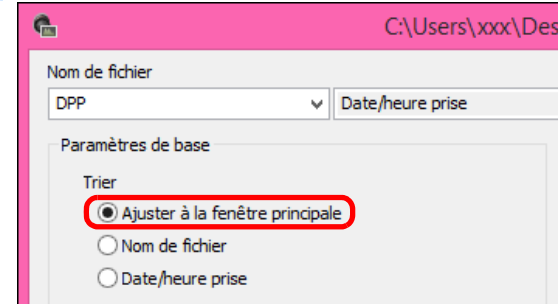 C:\Users\xxx\Des
Nom de fichier
DPP Date/heure prise
Paramètres de base
Trier
Ajuster à la fenêtre principale
Nom de fichier
Date/heure prise